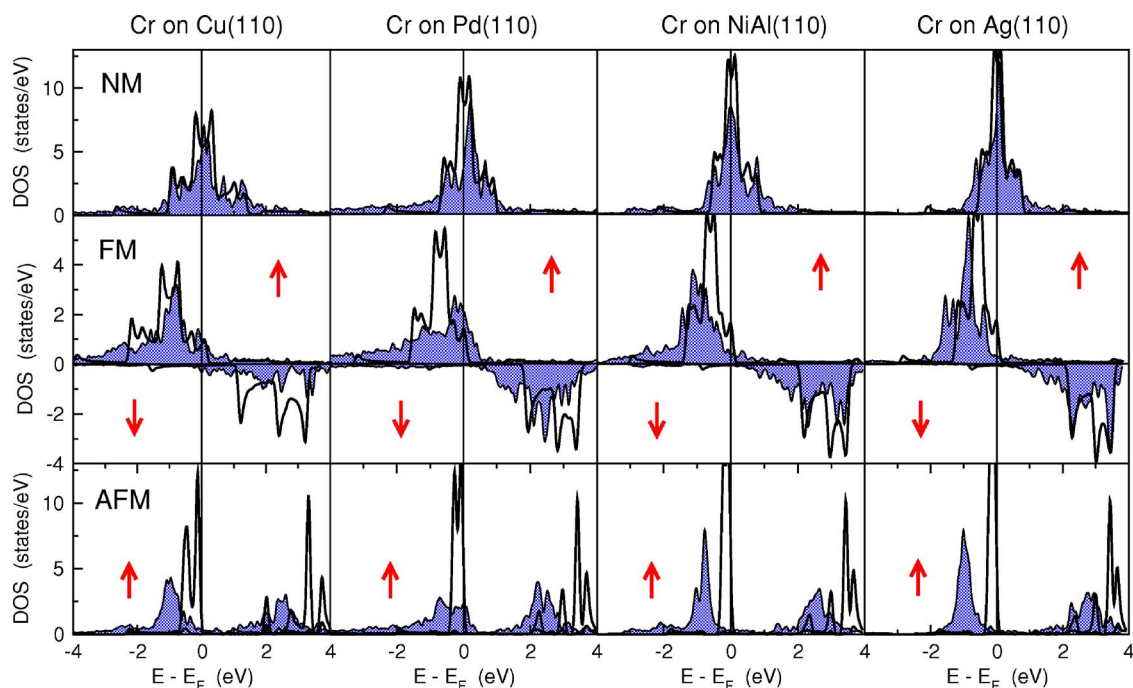 Cr on Cu(110) Cr on Pd(110) Cr on NiAl(110) Cr on Ag(110)
NM
DOS (states/eV)
10
5
0
FM
DOS (states/eV)
4
2
0
-2
-4
AFM
DOS (states/eV)
10
5
0
-4 -2 0 2 4 -2 0 2 4 -2 0 2 4 -2 0 2 4
E - E_F (eV) E - E_F (eV) E - E_F (eV) E - E_F (eV)